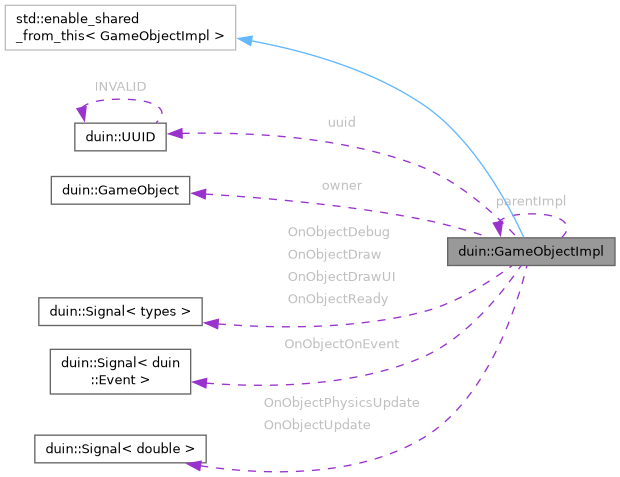 std::enable_shared
_from_this< GameObjectImpl >
INVALID
duin::UUID
uuid
duin::GameObject
owner
parentImpl
duin::GameObjectImpl
OnObjectDebug
OnObjectDraw
OnObjectDrawUI
OnObjectReady
duin::Signal< types >
OnObjectOnEvent
duin::Signal< duin
::Event >
OnObjectPhysicsUpdate
OnObjectUpdate
duin::Signal< double >